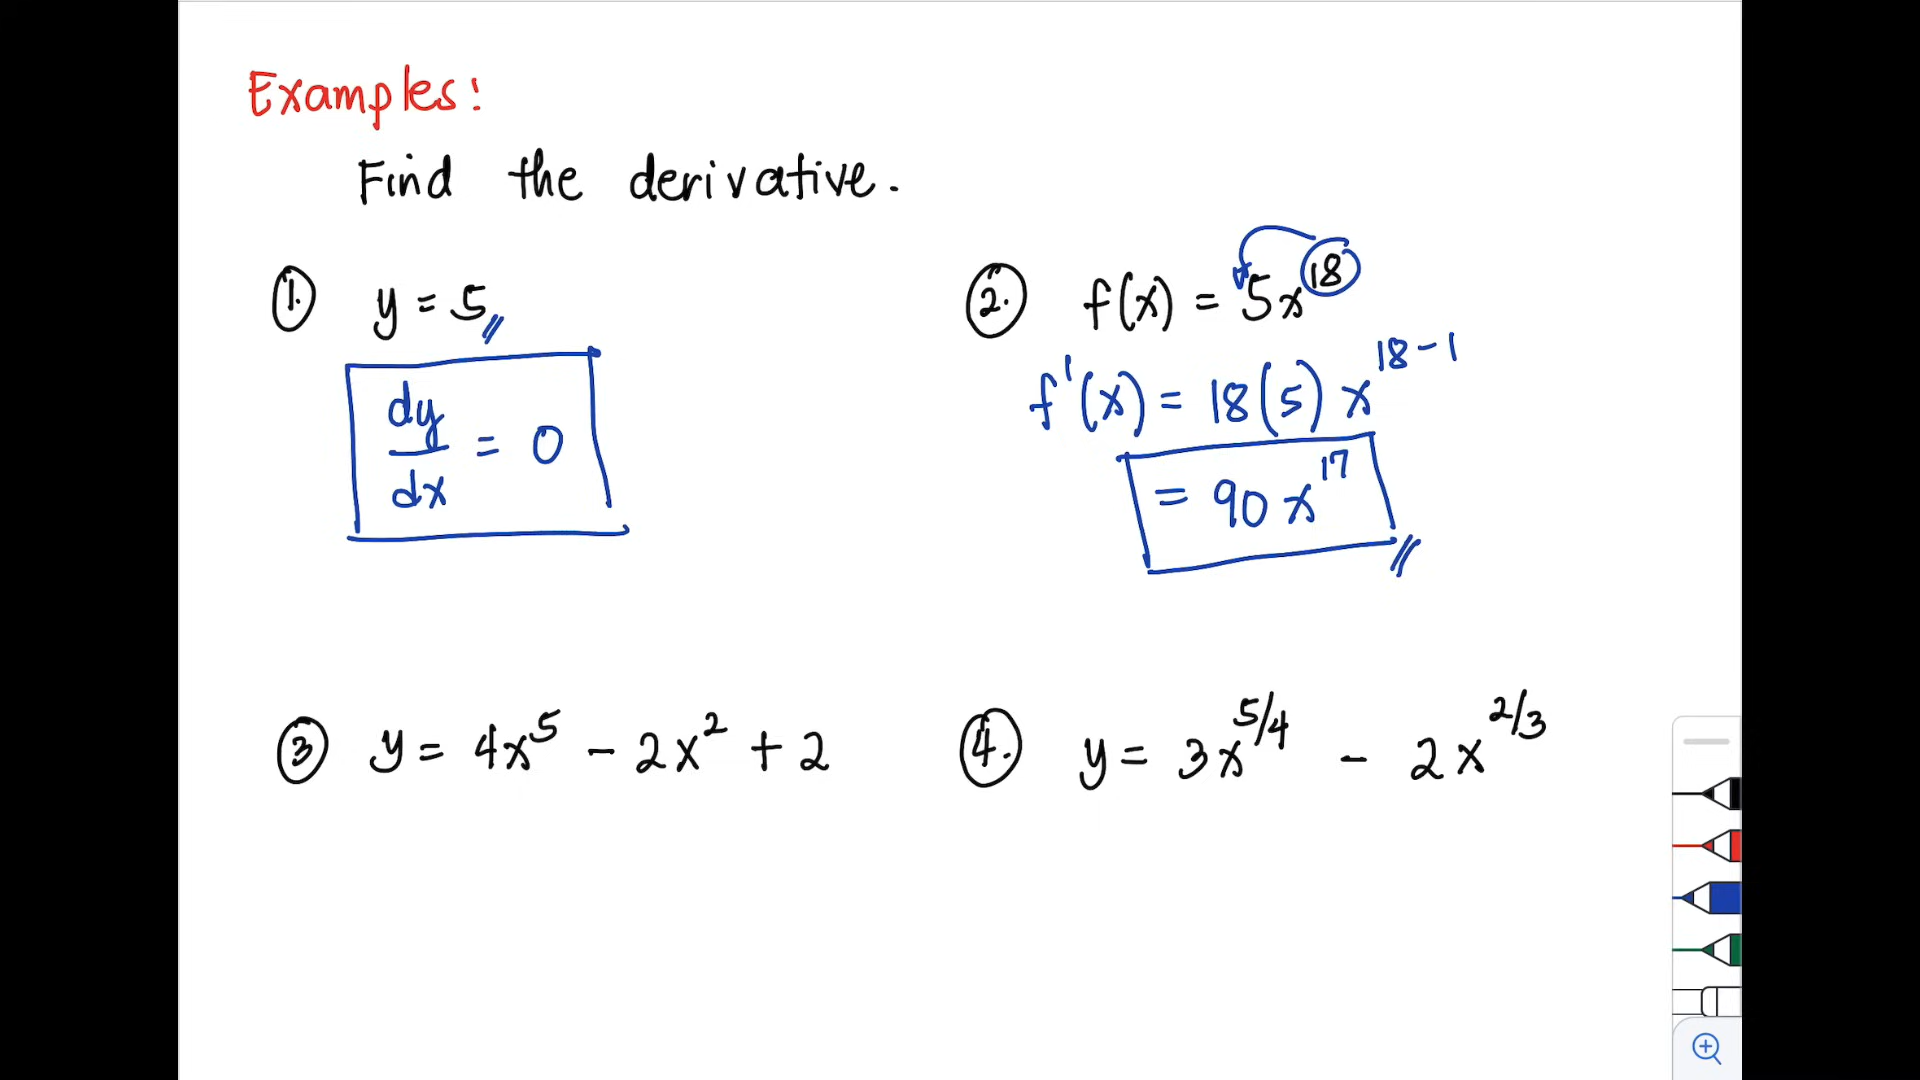 Examples:
Find the derivative.
1. y = 5
dy/dx = 0
2. f(x) = 5x^18
f'(x) = 18(5)x^18-1
= 90x^17
3 y = 4x^5 - 2x^2 + 2
4. y = 3x^5/4 - 2x^2/3